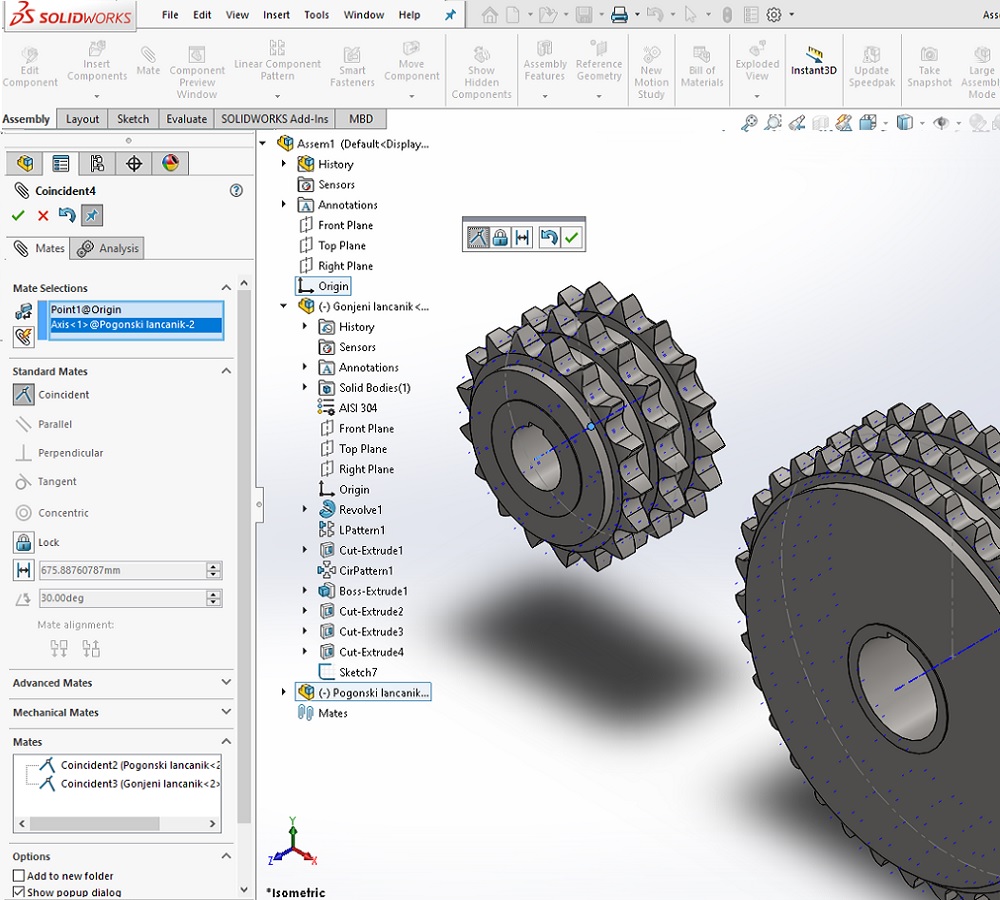 SOLIDWORKS File Edit View Insert Tools Window Help Ass
Edit Component
Insert Components
Mate
Component Preview Window
Linear Component Pattern
Smart Fasteners
Move Component
Show Hidden Components
Assembly Features
Reference Geometry
New Motion Study
Bill of Materials
Exploded View
Instant3D
Update Speedpak
Take Snapshot
Large Assemb Mode
Assembly Layout Sketch Evaluate SOLIDWORKS Add-Ins MBD
Coincident4
Mates Analysis
Mate Selections
Point1@Origin
Axis<1>@Pogonski lancanik-2
Standard Mates
Coincident
Parallel
Perpendicular
Tangent
Concentric
Lock
675.88760787mm
30.00deg
Mate alignment:
Advanced Mates
Mechanical Mates
Mates
Coincident2 (Pogonski lancanik<2
Coincident3 (Gonjeni lancanik<2>
Options
Add to new folder
Show popup dialog
Assem1 (Default<Display...
History
Sensors
Annotations
Front Plane
Top Plane
Right Plane
Origin
(-) Gonjeni lancanik<...
History
Sensors
Annotations
Solid Bodies(1)
AISI 304
Front Plane
Top Plane
Right Plane
Origin
Revolve1
LPattern1
Cut-Extrude1
CirPattern1
Boss-Extrude1
Cut-Extrude2
Cut-Extrude3
Cut-Extrude4
Sketch7
(-) Pogonski lancanik...
Mates
Y
Z
X
*Isometric